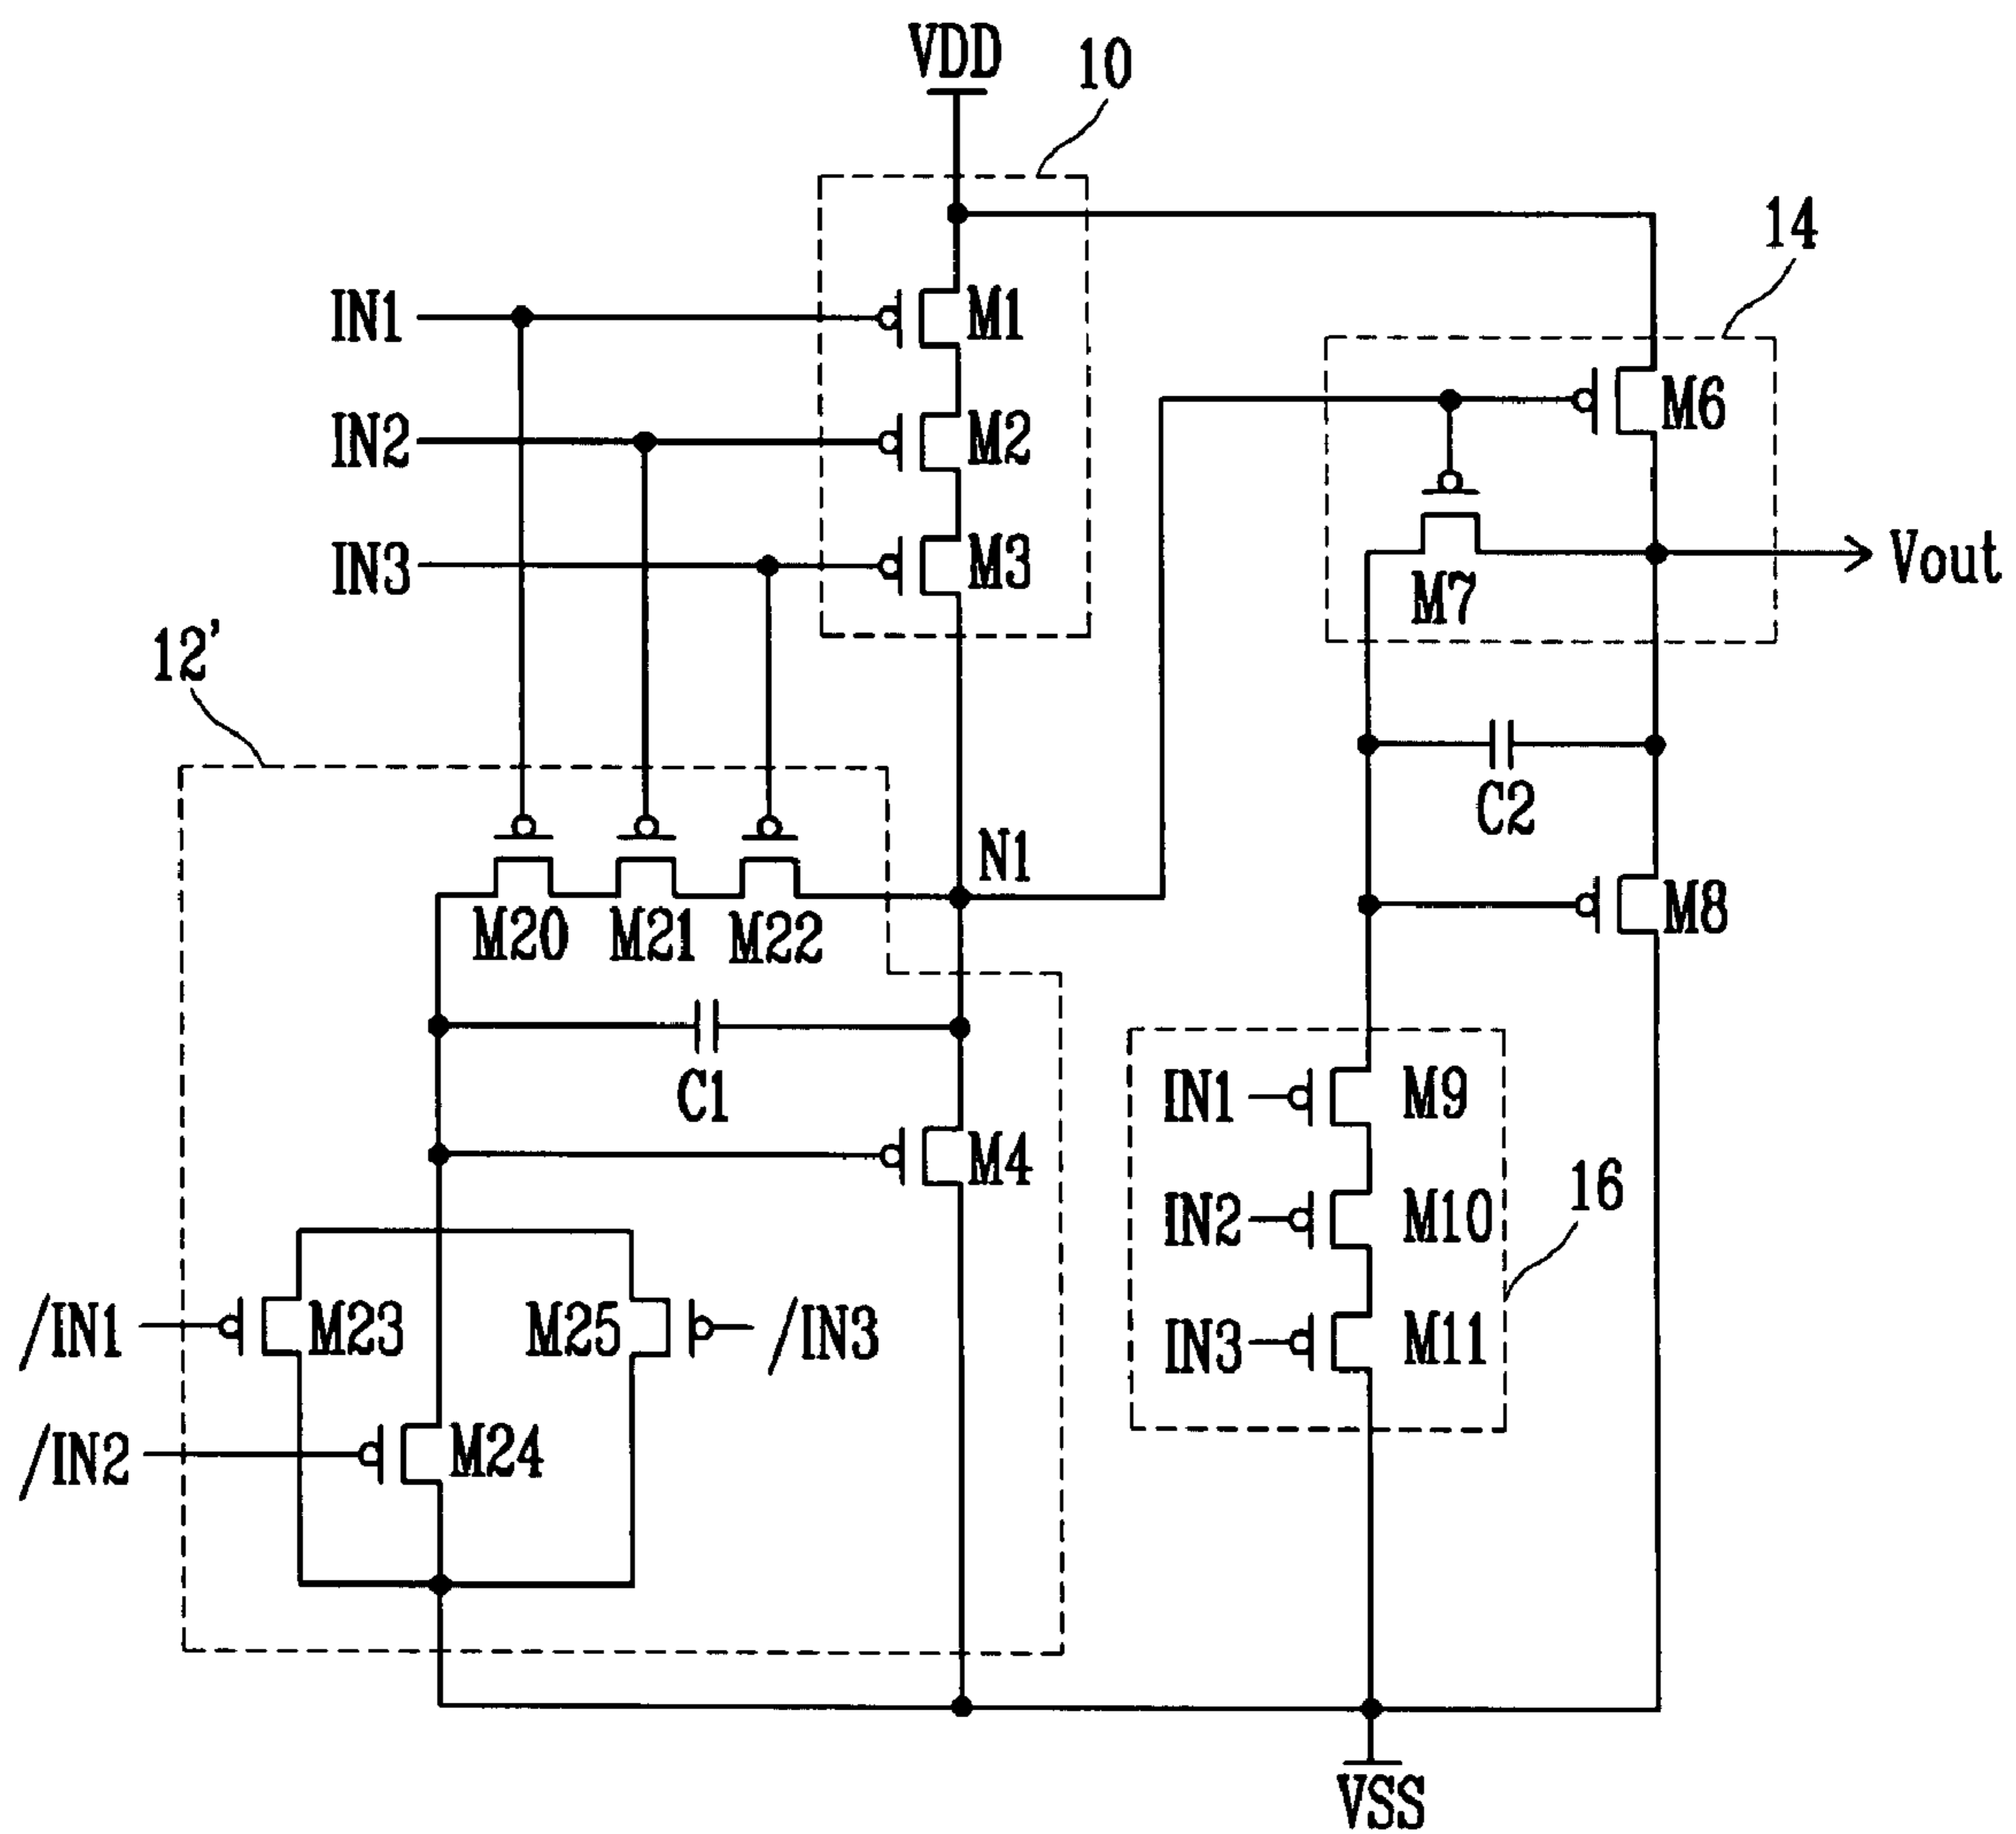 VDD
10
14
IN1
M1
M6
IN2
M2
IN3
M3
Vout
M7
12'
C2
N1
M20
M21
M22
M8
C1
M4
IN1
M9
IN2
M10
16
IN3
M11
/IN1
M23
M25
/IN3
/IN2
M24
VSS